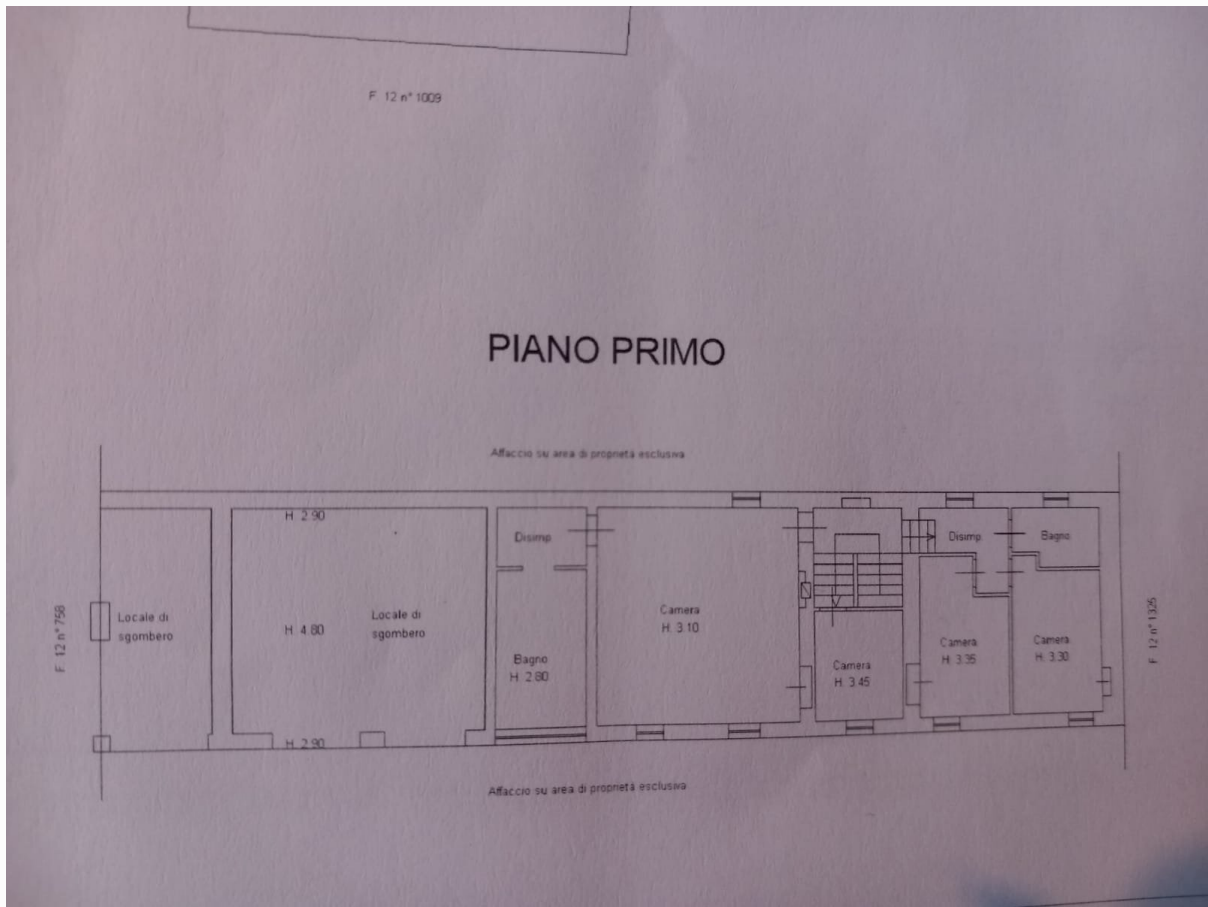 F. 12 n° 1009
PIANO PRIMO
Affaccio su area di proprietà esclusiva
H. 2.90
Disimp.
Disimp.
Bagno
F. 12 n° 758
Locale di
sgombero
H. 4.80
Locale di
sgombero
Camera
H. 3.10
Bagno
H. 2.80
Camera
H. 3.45
Camera
H. 3.35
Camera
H. 3.30
F. 12 n° 1325
H. 2.90
Affaccio su area di proprietà esclusiva